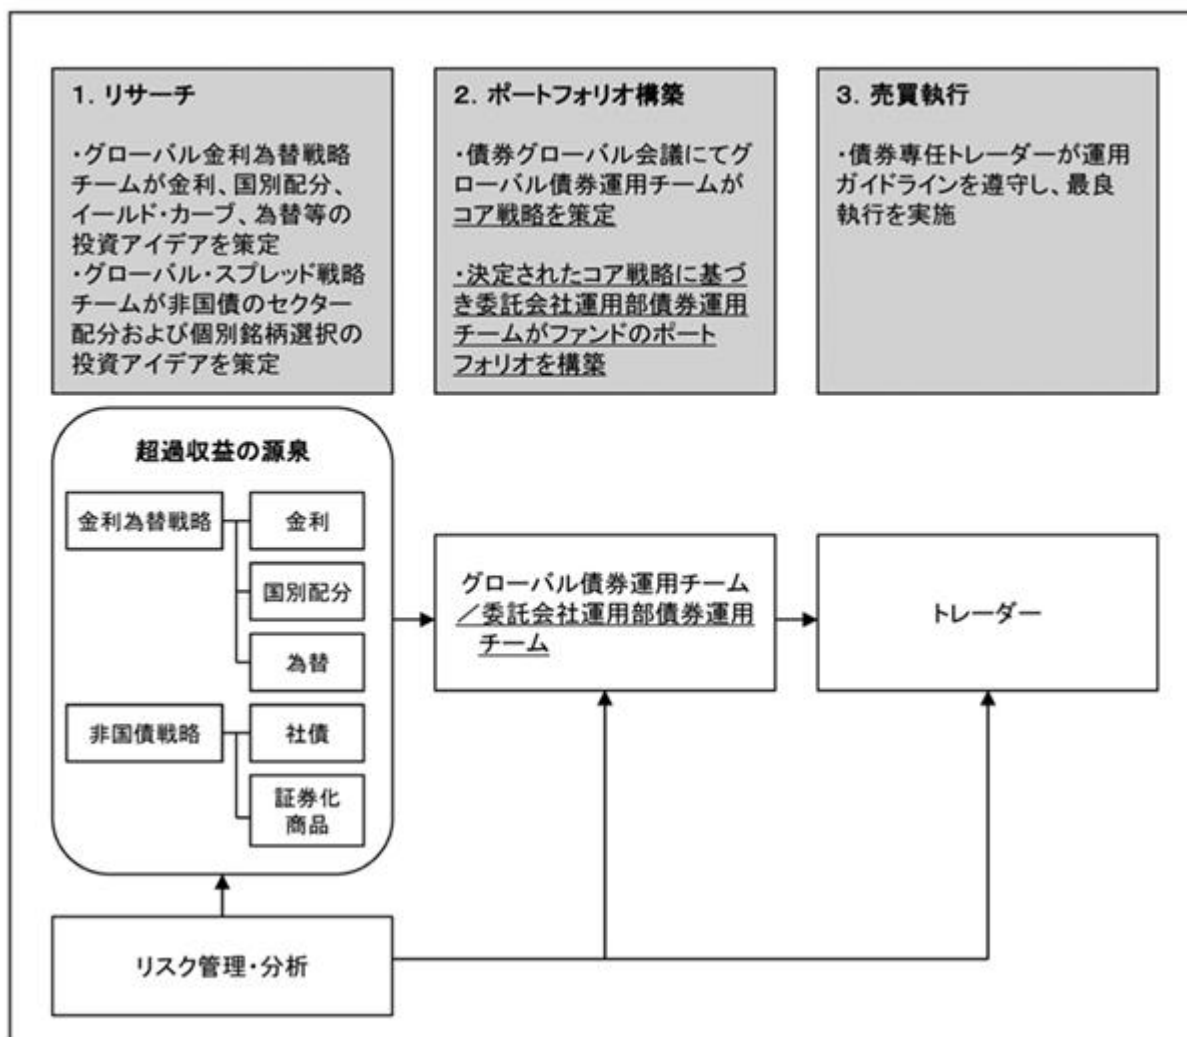 1. リサーチ
・グローバル金利為替戦略
チームが金利、国別配分、
イールド・カーブ、為替等の
投資アイデアを策定
・グローバル・スプレッド戦略
チームが非国債のセクター
配分および個別銘柄選択の
投資アイデアを策定
2. ポートフォリオ構築
・債券グローバル会議にてグ
ローバル債券運用チームが
コア戦略を策定
・決定されたコア戦略に基づ
き委託会社運用部債券運用
チームがファンドのポート
フォリオを構築
3. 売買執行
・債券専任トレーダーが運用
ガイドラインを遵守し、最良
執行を実施
超過収益の源泉
金利為替戦略
金利
国別配分
為替
非国債戦略
社債
証券化
商品
グローバル債券運用チーム
／委託会社運用部債券運用
チーム
トレーダー
リスク管理・分析